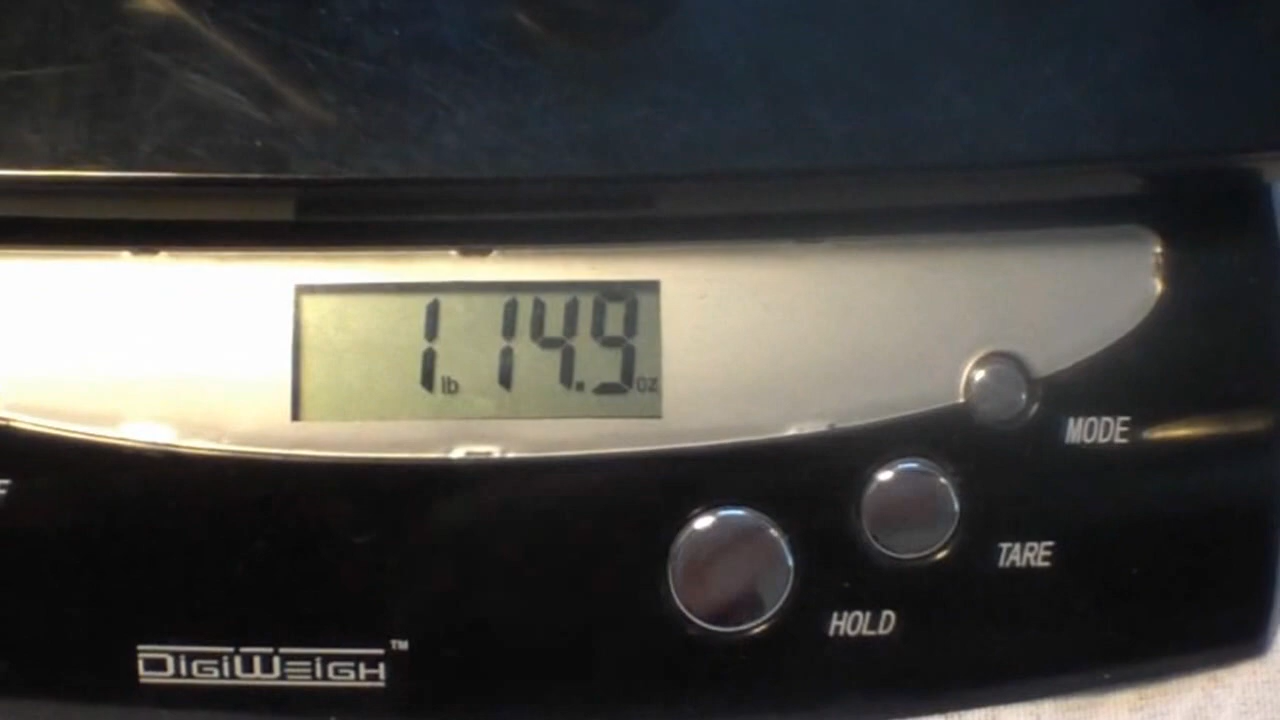 1 lb 14.9 oz
MODE
F
TARE
HOLD
DIGIWEIGH™